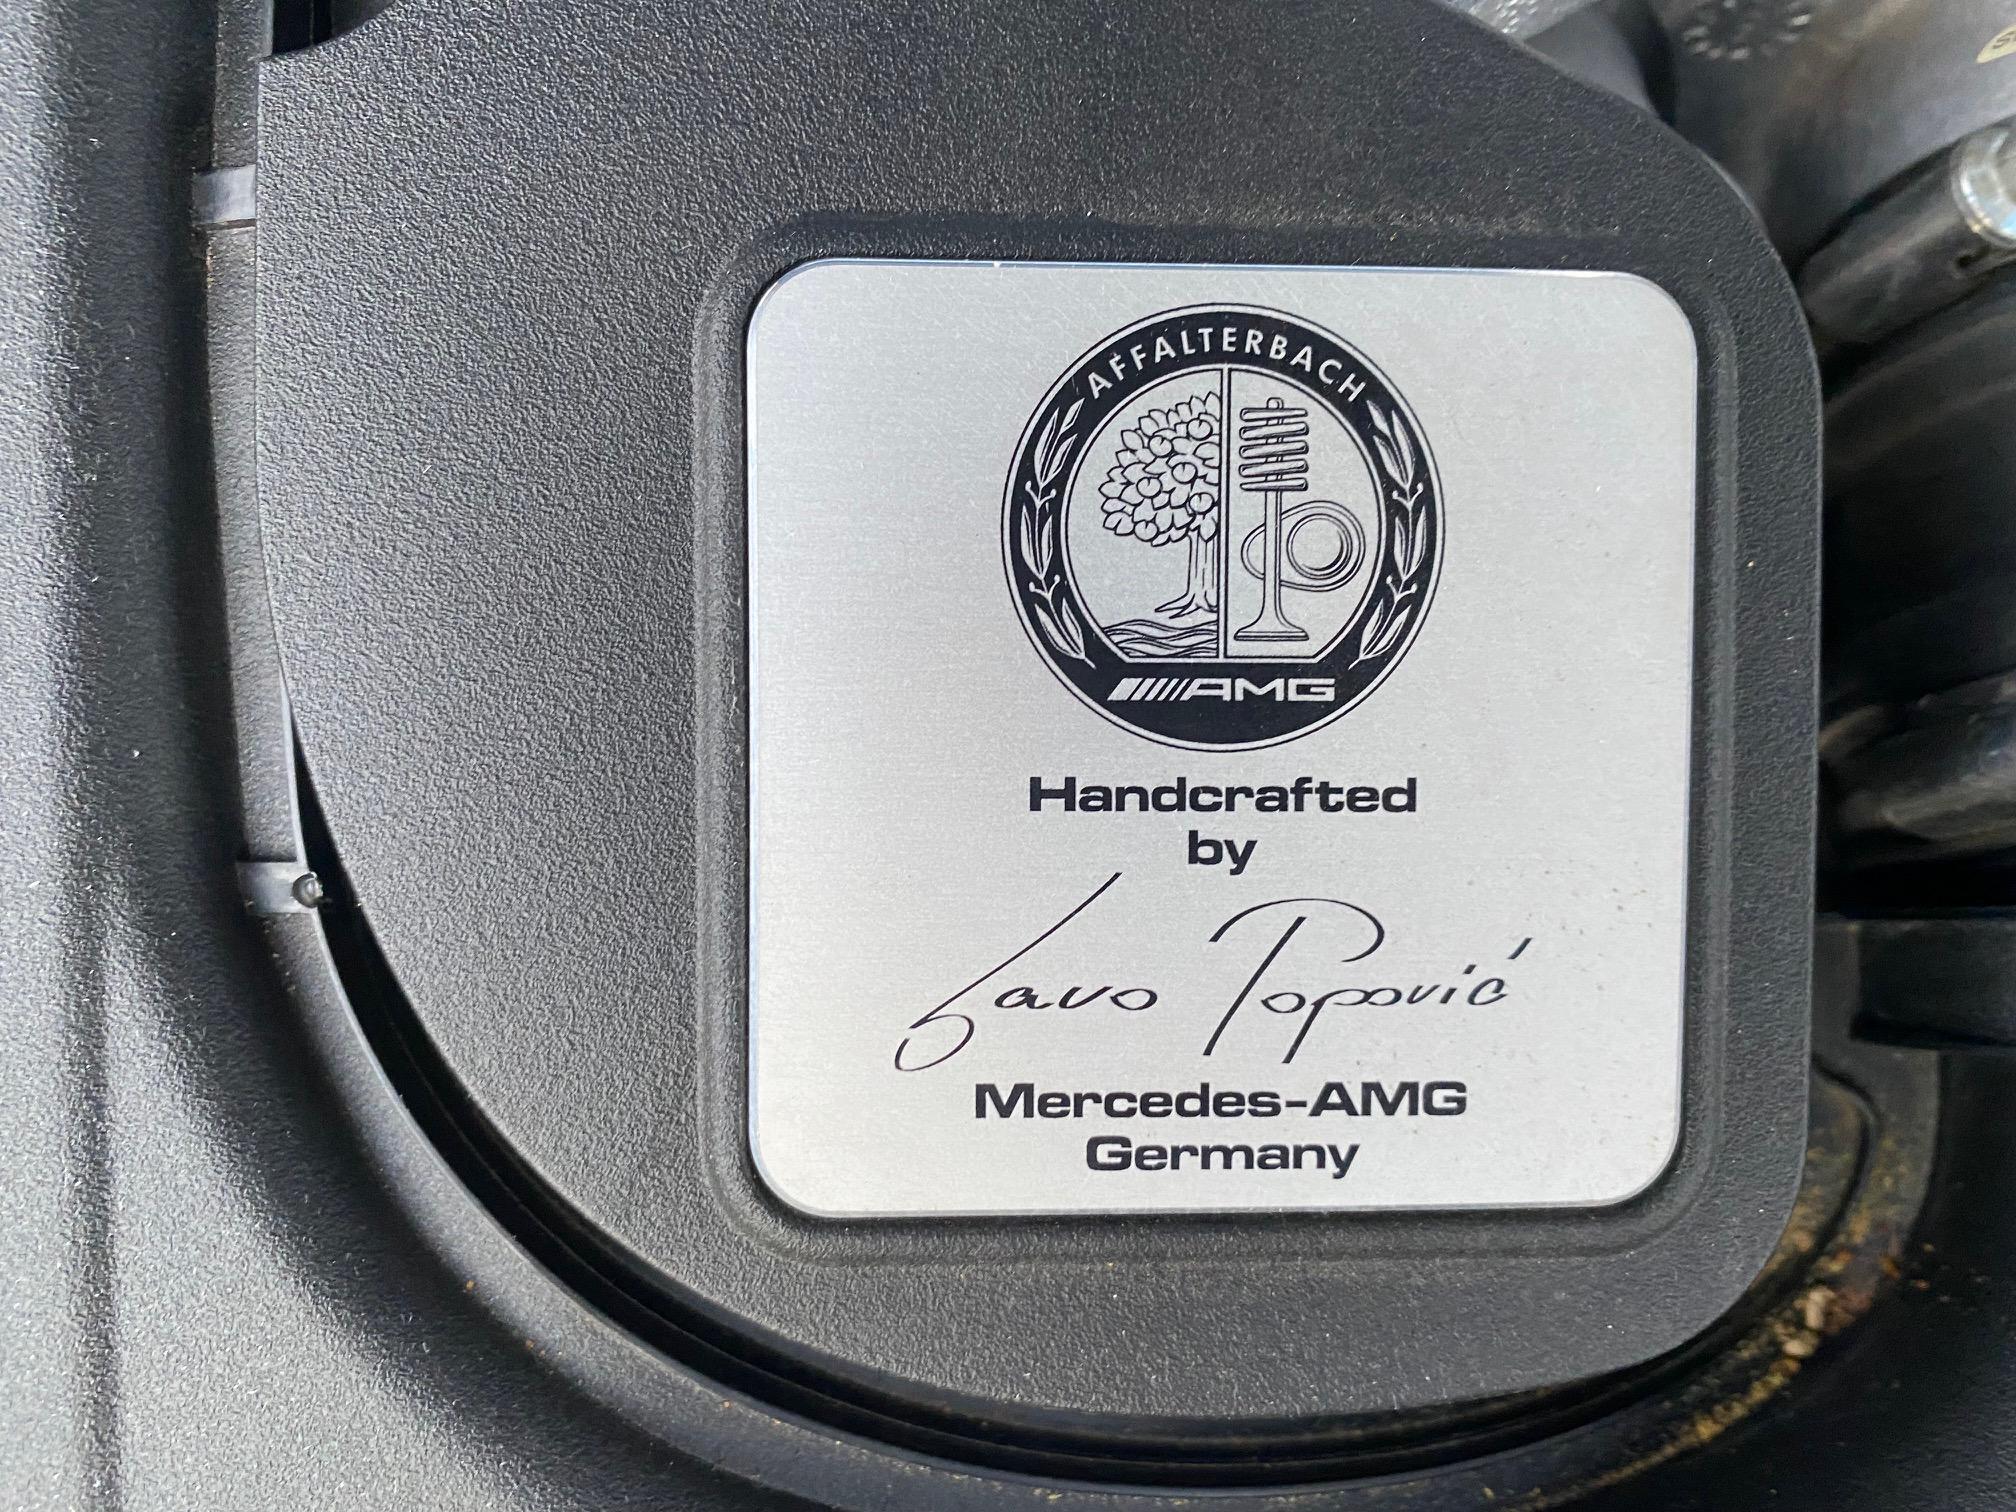 AFFALTERBACH
AMG
Handcrafted
by
Savo Popović
Mercedes-AMG
Germany